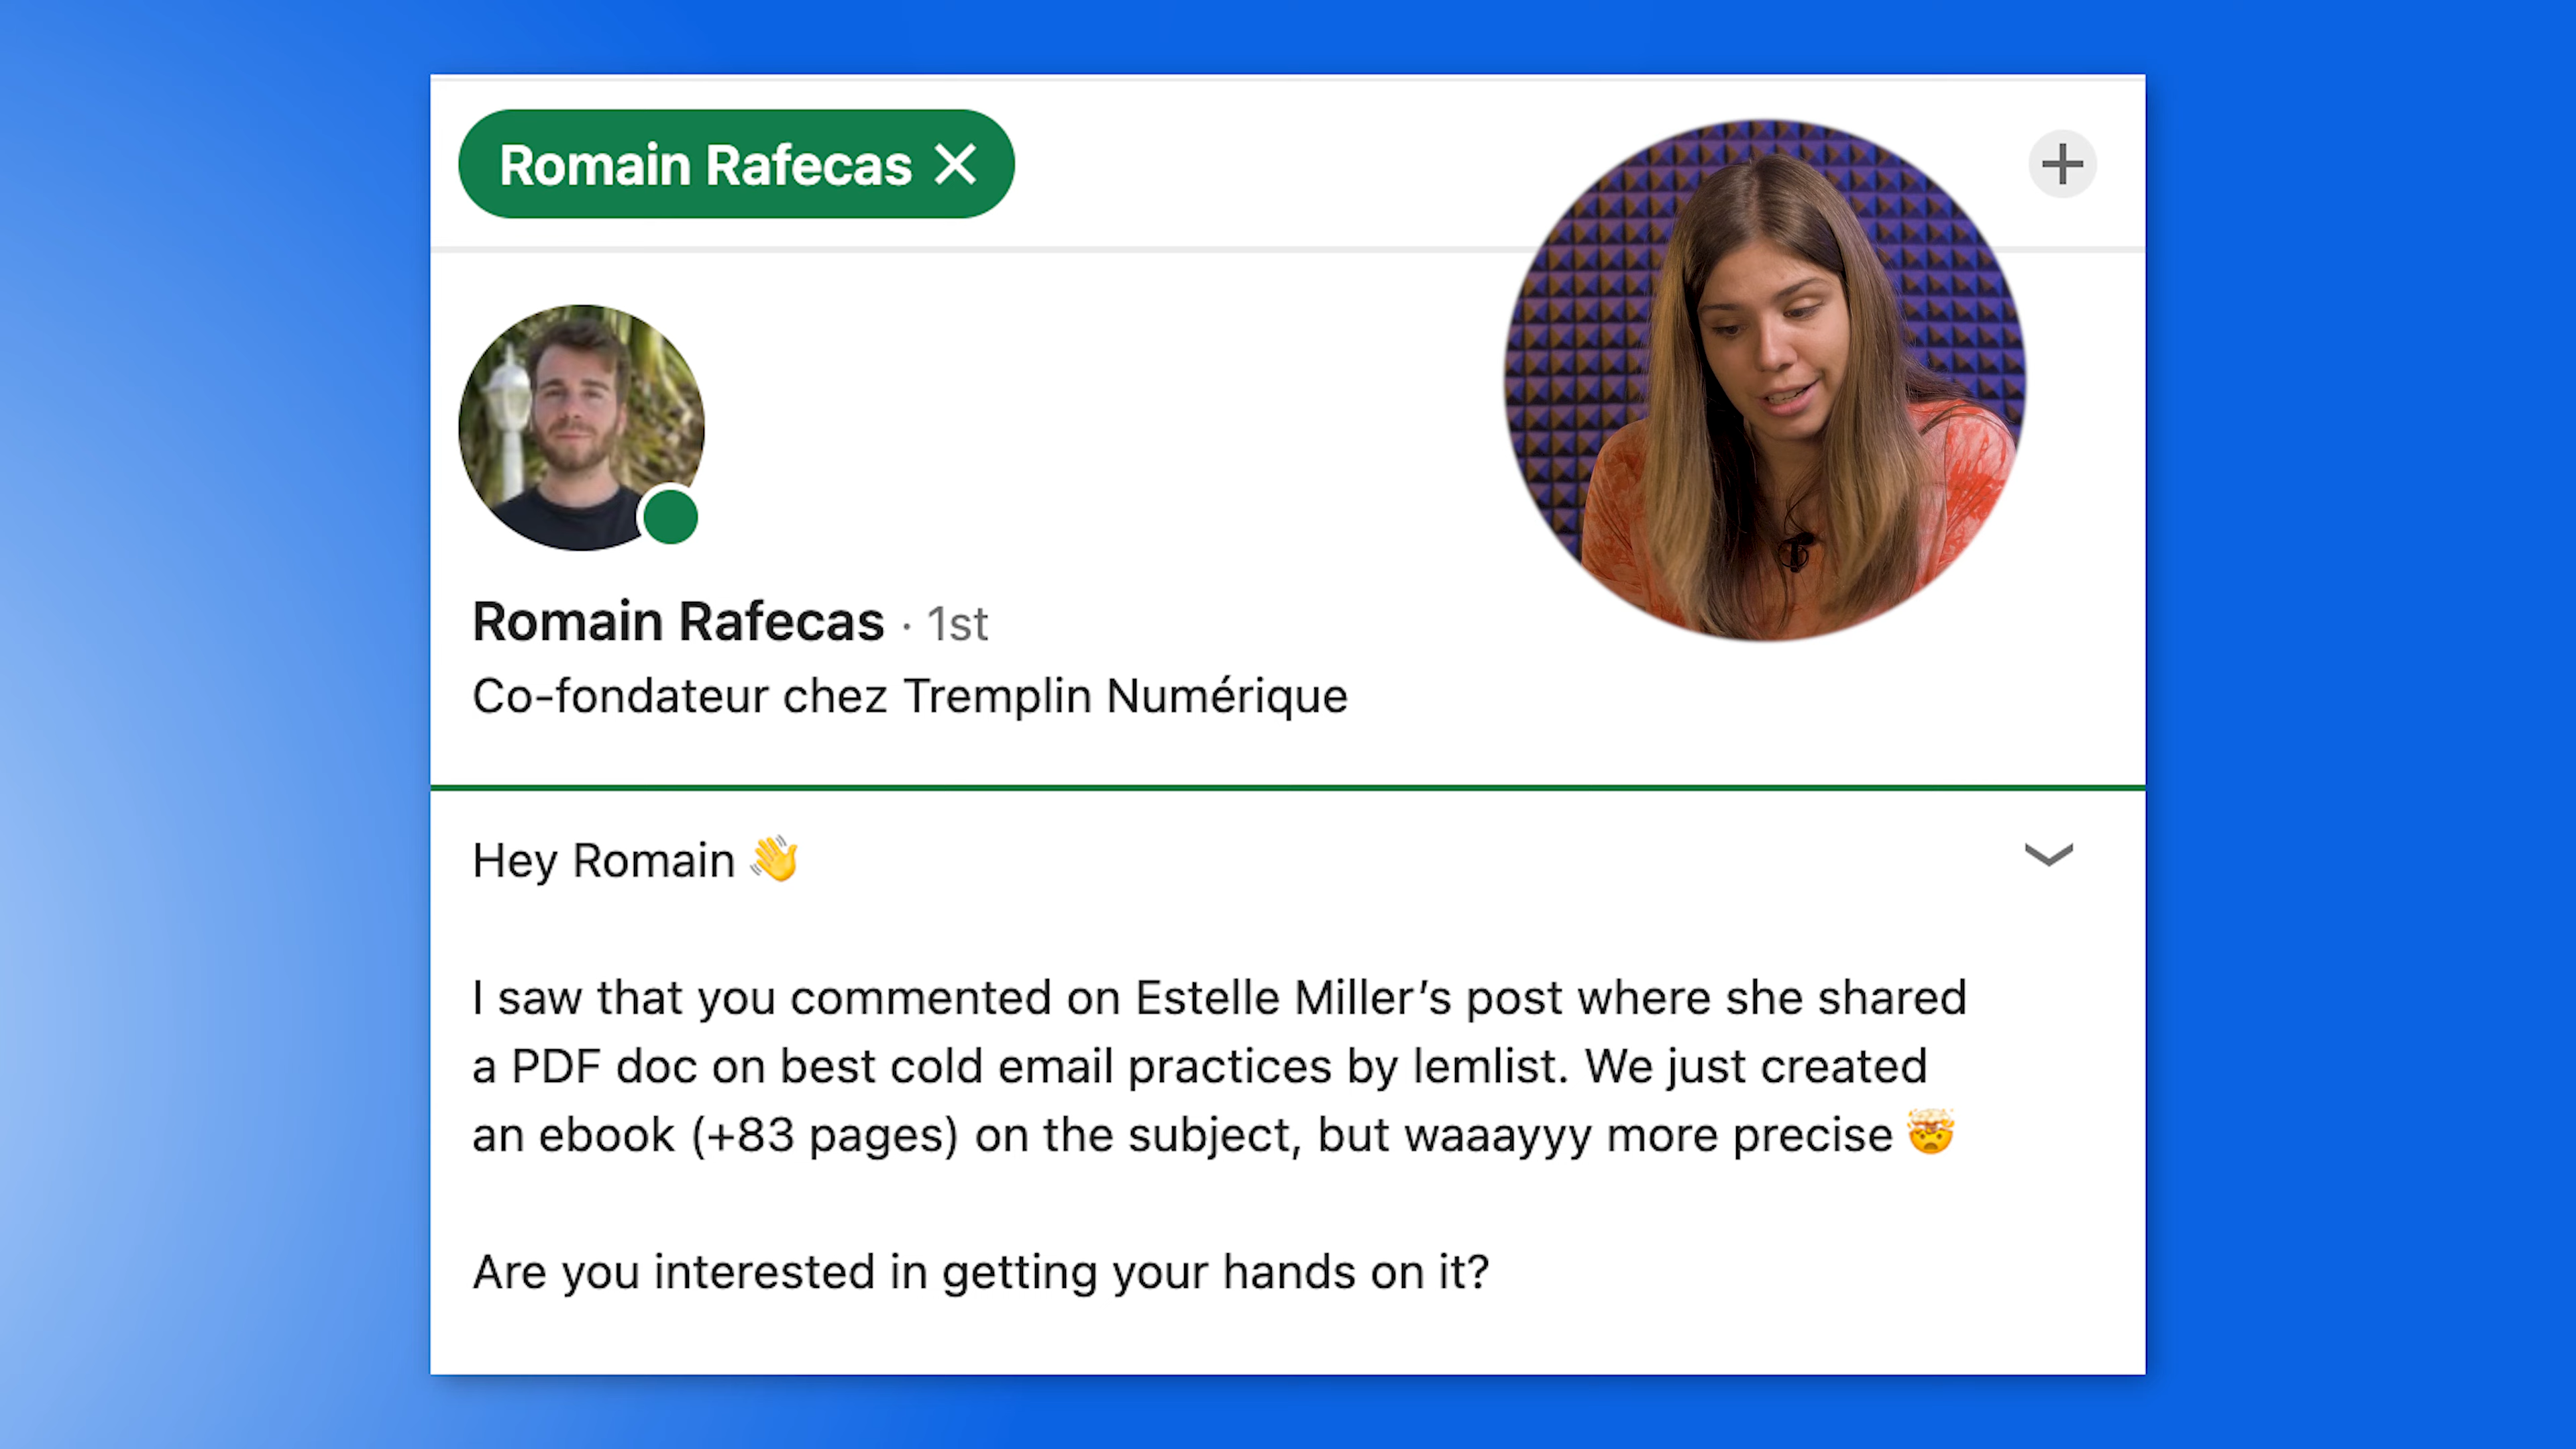 Romain Rafecas
Romain Rafecas · 1st
Co-fondateur chez Tremplin Numérique
Hey Romain 👋
I saw that you commented on Estelle Miller’s post where she shared
a PDF doc on best cold email practices by lemlist. We just created
an ebook (+83 pages) on the subject, but waaayyy more precise 🤯
Are you interested in getting your hands on it?